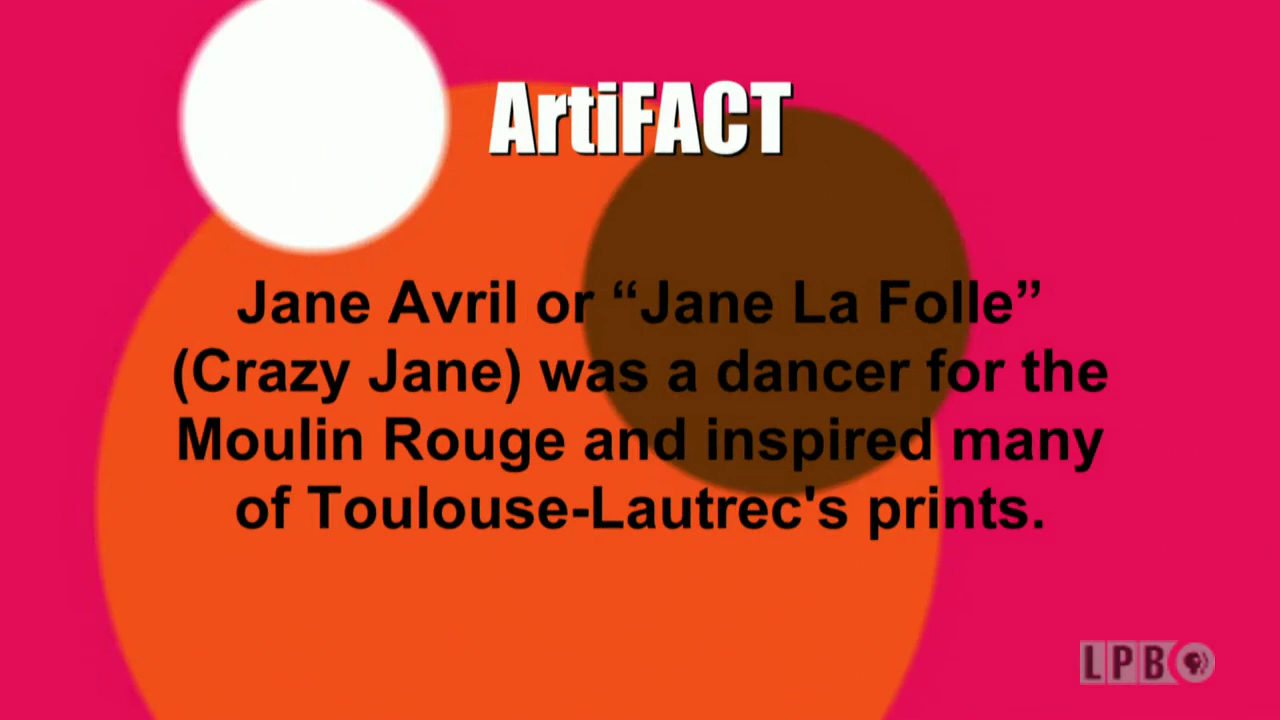 ArtiFACT
Jane Avril or “Jane La Folle”
(Crazy Jane) was a dancer for the
Moulin Rouge and inspired many
of Toulouse-Lautrec's prints.
LPB